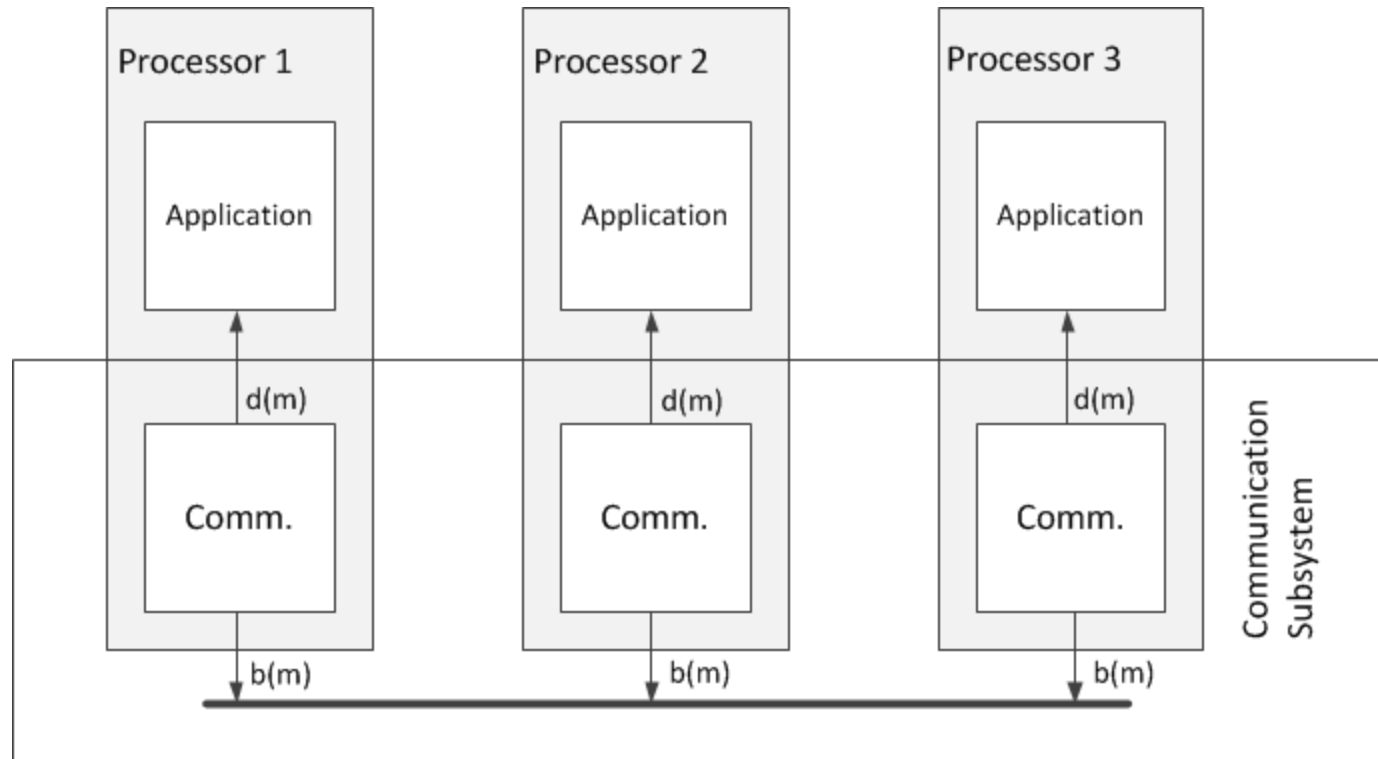 Processor 1
Processor 2
Processor 3
Application
Application
Application
d(m)
d(m)
d(m)
Comm.
Comm.
Comm.
Communication
Subsystem
b(m)
b(m)
b(m)